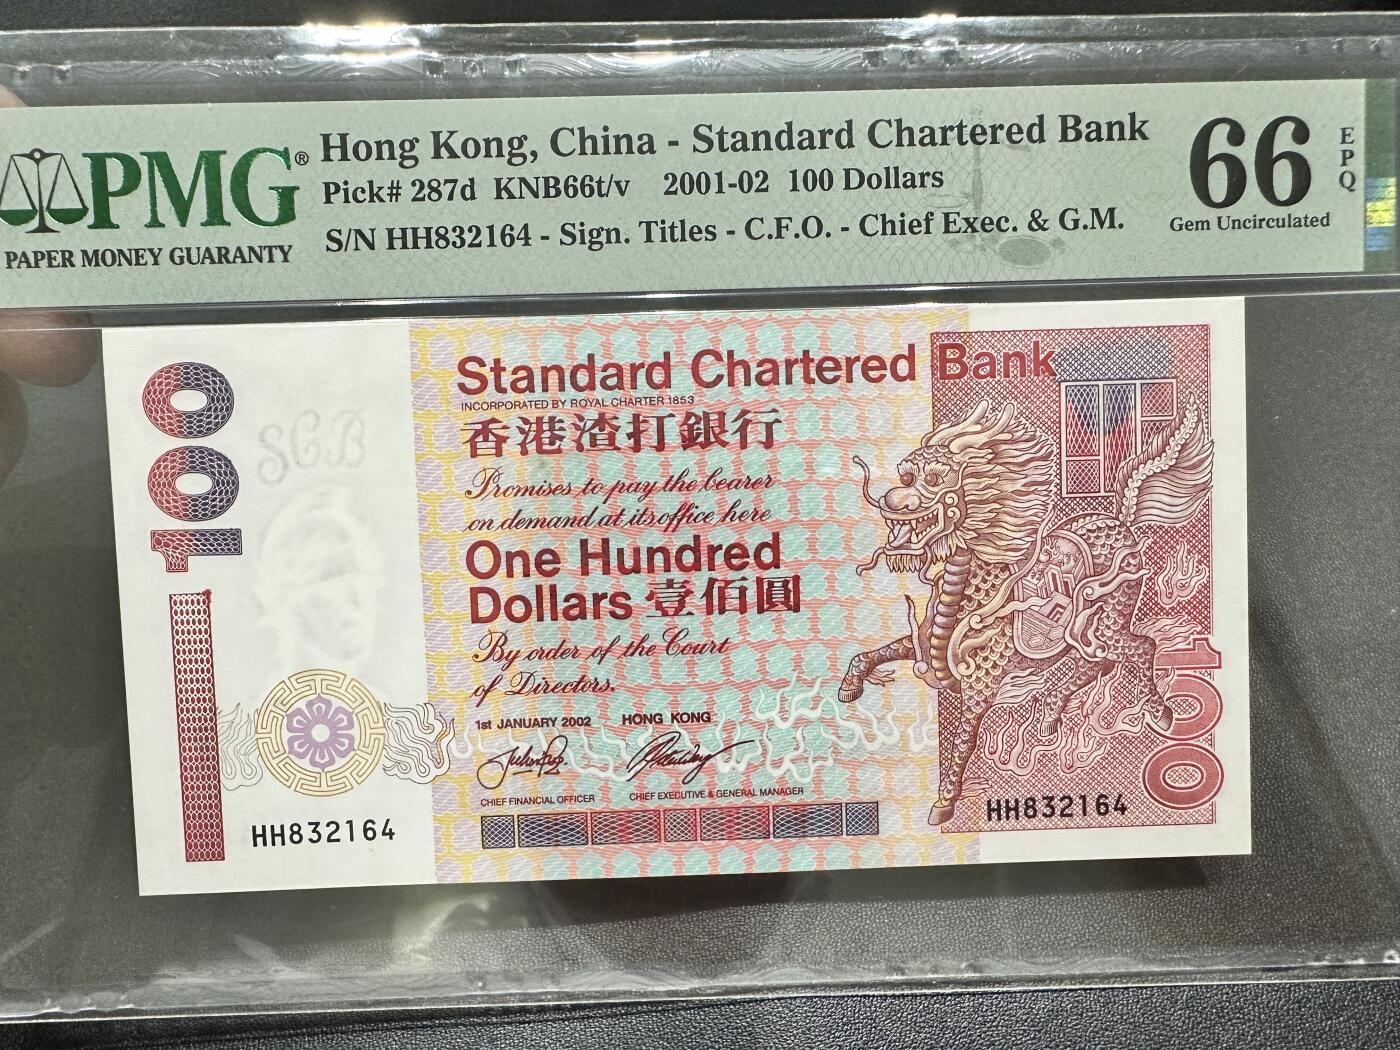 PMG®
PAPER MONEY GUARANTY
Hong Kong, China - Standard Chartered Bank
Pick# 287d KNB66t/v 2001-02 100 Dollars
S/N HH832164 - Sign. Titles - C.F.O. - Chief Exec. & G.M.
66
EPQ
Gem Uncirculated
100
SCB
Standard Chartered Bank
INCORPORATED BY ROYAL CHARTER 1853
香港渣打銀行
Promises to pay the bearer
on demand at its office here
One Hundred
Dollars 壹佰圓
By order of the Court
of Directors.
1st JANUARY 2002 HONG KONG
CHIEF FINANCIAL OFFICER CHIEF EXECUTIVE & GENERAL MANAGER
HH832164
HH832164
100